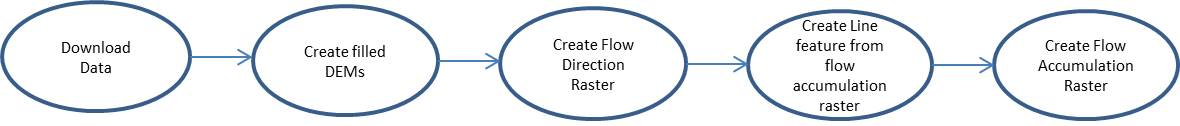 Download
Data
Create filled
DEMs
Create Flow
Direction
Raster
Create Line
feature from
flow
accumulation
raster
Create Flow
Accumulation
Raster